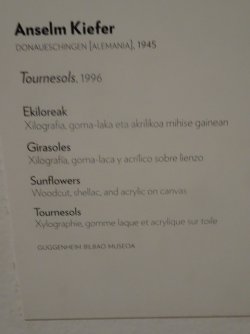 Anselm Kiefer
DONAUESCHINGEN [ALEMANIA], 1945
Tournesols, 1996
Ekiloreak
Xilografia, goma-laka eta akrilikoa mihise gainean
Girasoles
Xilografía, goma-laca y acrílico sobre lienzo
Sunflowers
Woodcut, shellac, and acrylic on canvas
Tournesols
Xylographie, gomme laque et acrylique sur toile
GUGGENHEIM BILBAO MUSEOA